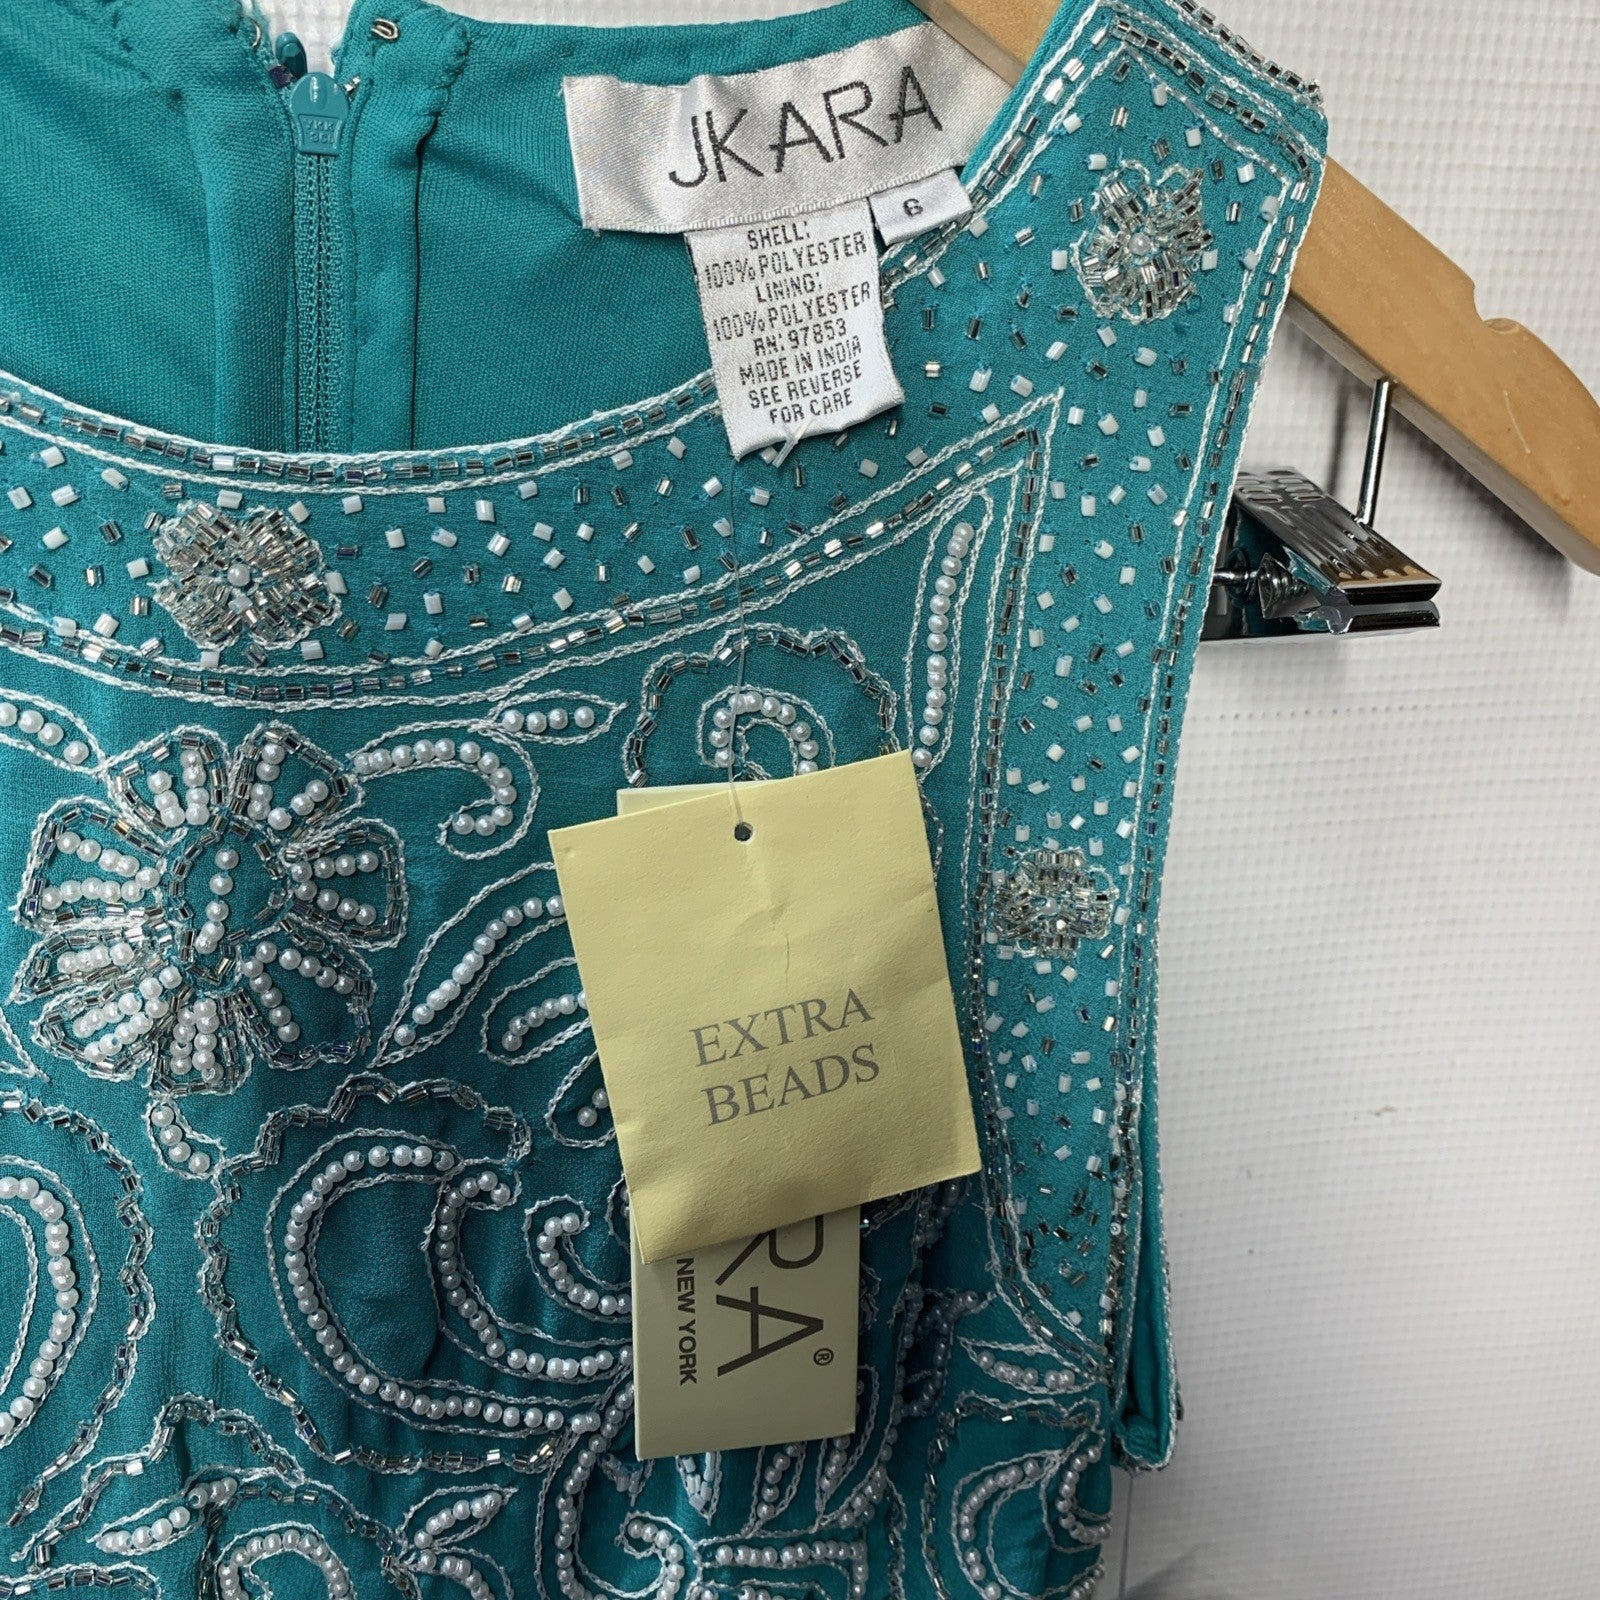 JKARA
6
SHELL:
100% POLYESTER
LINING:
100% POLYESTER
RN: 97853
MADE IN INDIA
SEE REVERSE
FOR CARE
YKK
EXTRA
BEADS
RA®
NEW YORK